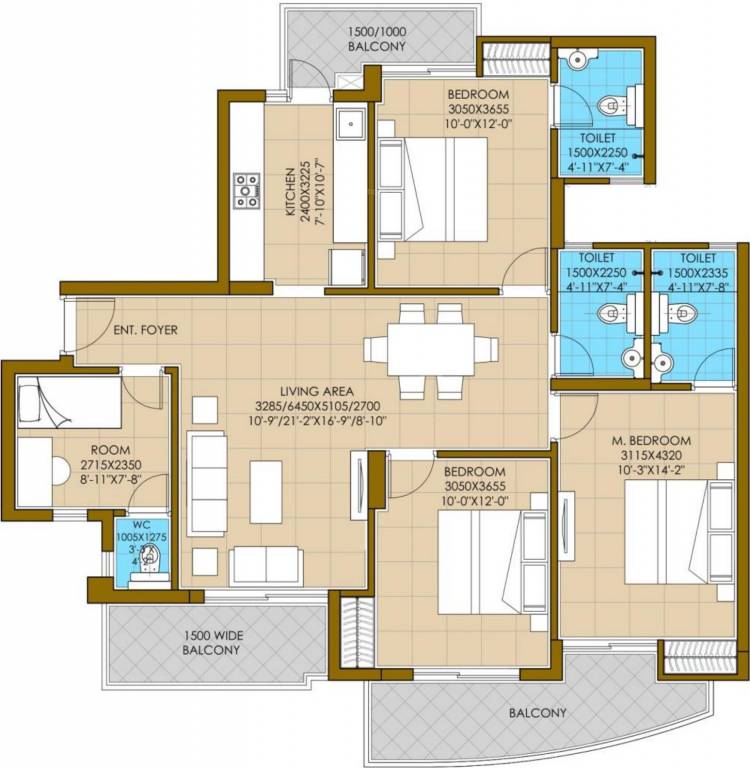 1500/1000
BALCONY
BEDROOM
3050X3655
10'-0"X12'-0"
TOILET
1500X2250
4'-11"X7'-4"
KITCHEN
2400X3225
7'-10"X10'-7"
TOILET
1500X2250
4'-11"X7'-4"
TOILET
1500X2335
4'-11"X7'-8"
ENT. FOYER
LIVING AREA
3285/6450X5105/2700
10'-9"/21'-2"X16'-9"/8'-10"
ROOM
2715X2350
8'-11"X7'-8"
BEDROOM
3050X3655
10'-0"X12'-0"
M. BEDROOM
3115X4320
10'-3"X14'-2"
WC
1005X1275
3'-3"X
4'-2"
1500 WIDE
BALCONY
BALCONY